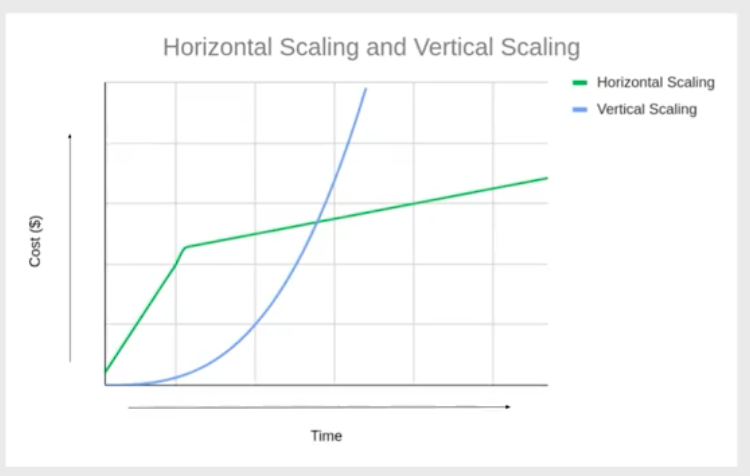 Horizontal Scaling and Vertical Scaling
Horizontal Scaling
Vertical Scaling
Cost ($)
Time